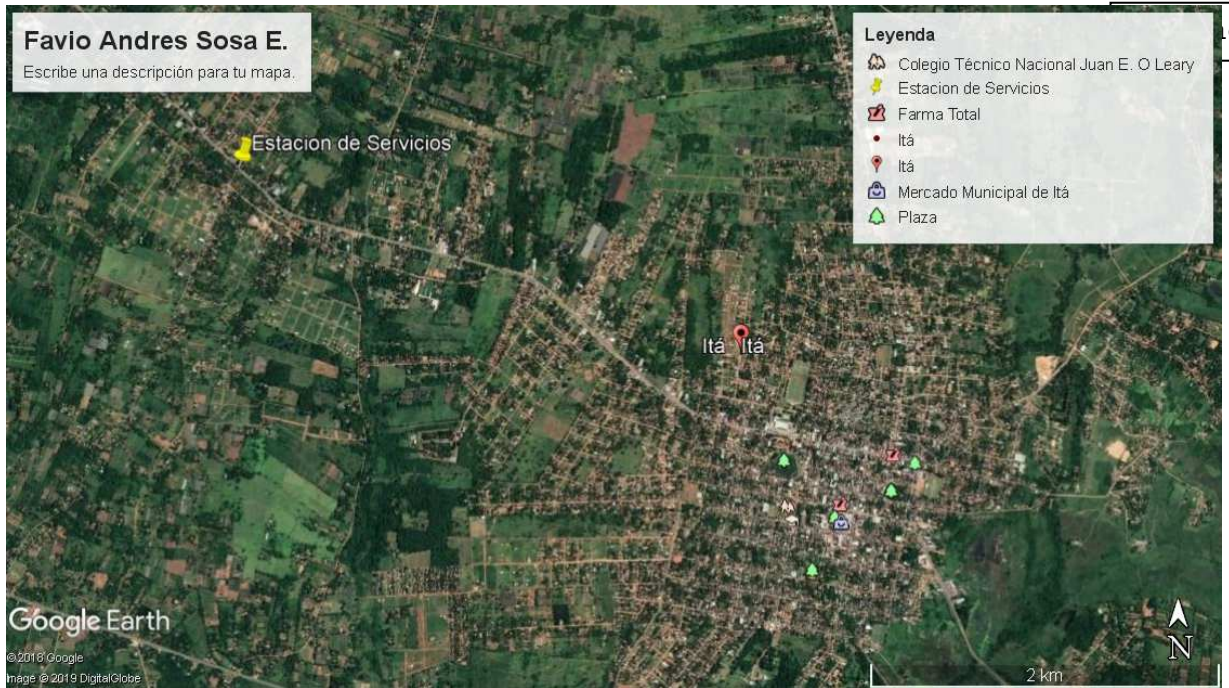 Favio Andres Sosa E.
Escribe una descripción para tu mapa.
Leyenda
Colegio Técnico Nacional Juan E. O Leary
Estacion de Servicios
Farma Total
Itá
Itá
Mercado Municipal de Itá
Plaza
Estacion de Servicios
Itá Itá
Google Earth
© 2018 Google
Image © 2019 DigitalGlobe
N
2 km